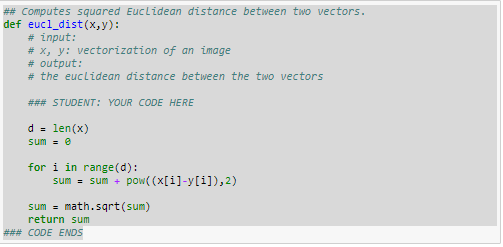 ## Computes squared Euclidean distance between two vectors.
def eucl_dist(x,y):
# input:
# x, y: vectorization of an image
# output:
# the euclidean distance between the two vectors
### STUDENT: YOUR CODE HERE
d = len(x)
sum = 0
for i in range(d):
sum = sum + pow((x[i]-y[i]),2)
sum = math.sqrt(sum)
return sum
### CODE ENDS